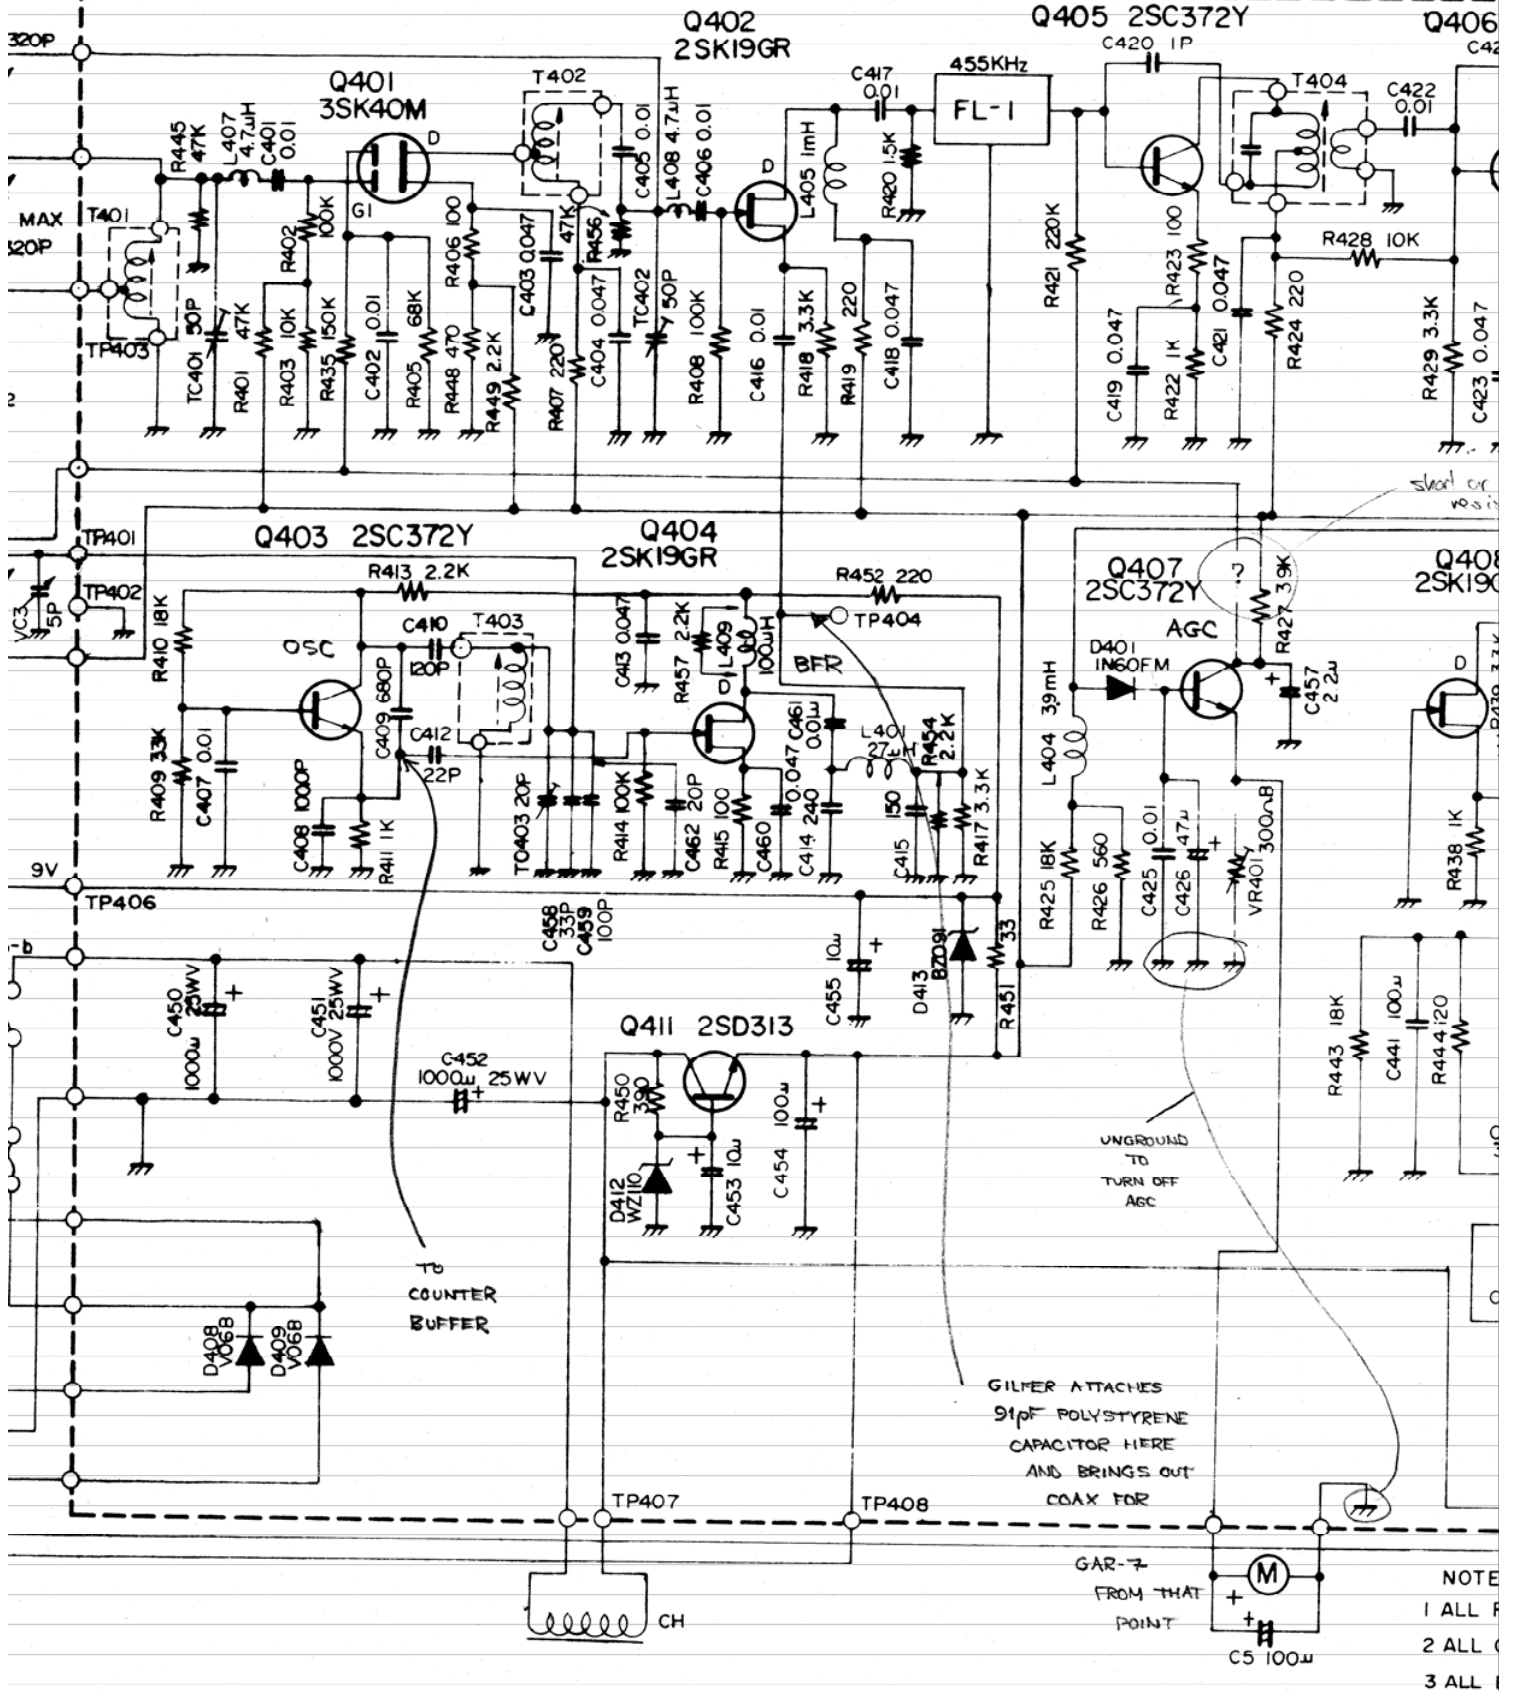 Q402
2SK19GR
Q405 2SC372Y
Q406
320P
C420 1P
C42
Q401
3SK40M
T402
C417
0.01
455KHz
FL-1
T404
C422
0.01
R445
47K
L407
4.7uH
C401
0.01
D
C405 0.01
L408 4.7uH
C406 0.01
D
L405 1mH
R420 1.5K
G1
MAX
320P
T401
R402
100K
R406 100
C403 0.047
47K
R456
R421 220K
R423 100
R428 10K
TP403
TC401 50P
R401 47K
R403 10K
R435 150K
C402 0.01
R405 68K
R448 470
R449 2.2K
R407 220
C404 0.047
TC402 50P
R408 100K
C416 0.01
R418 3.3K
R419 220
C418 0.047
C419 0.047
R422 1K
C421 0.047
R424 220
R429 3.3K
C423 0.047
short or
resis
TP401
Q403 2SC372Y
Q404
2SK19GR
Q407
2SC372Y
?
Q408
2SK19G
TP402
VC3
5P
R413 2.2K
R452 220
TP404
AGC
R427 3.9K
R410 18K
OSC
C410
120P
T403
C413 0.047
R457 2.2K
L409
100uH
BFR
D401
1N60FM
D
C457
2.2u
R439 3.3K
C409 680P
C412
22P
D
C461
0.01u
L401
27uH
R454
2.2K
L404 3.9mH
R409 33K
C407 0.01
C408 100P
R411 1K
TC403 20P
R414 100K
C462 20P
R415 100
C460
0.047
C414 240
C415
150
R417 3.3K
R425 18K
R426 560
C425 0.01
C426 47u
VR401
300ΩB
R438 1K
9V
TP406
C458
33P
C459
100P
-b
C450
1000u 25WV
C451
1000V 25WV
C455 10u
D413
BZ091
R451 33
Q411 2SD313
C452
1000u 25WV
R450
390
C454 100u
R443 18K
C441 100u
R444 120
D412
WZ110
C453 10u
UNGROUND
TO
TURN OFF
AGC
TO
COUNTER
BUFFER
D408
V06B
D409
V06B
GILFER ATTACHES
91pF POLYSTYRENE
CAPACITOR HERE
AND BRINGS OUT
COAX FOR
GAR-7
FROM THAT
POINT
TP407
TP408
M
CH
C5 100u
NOTE
1 ALL
2 ALL
3 ALL